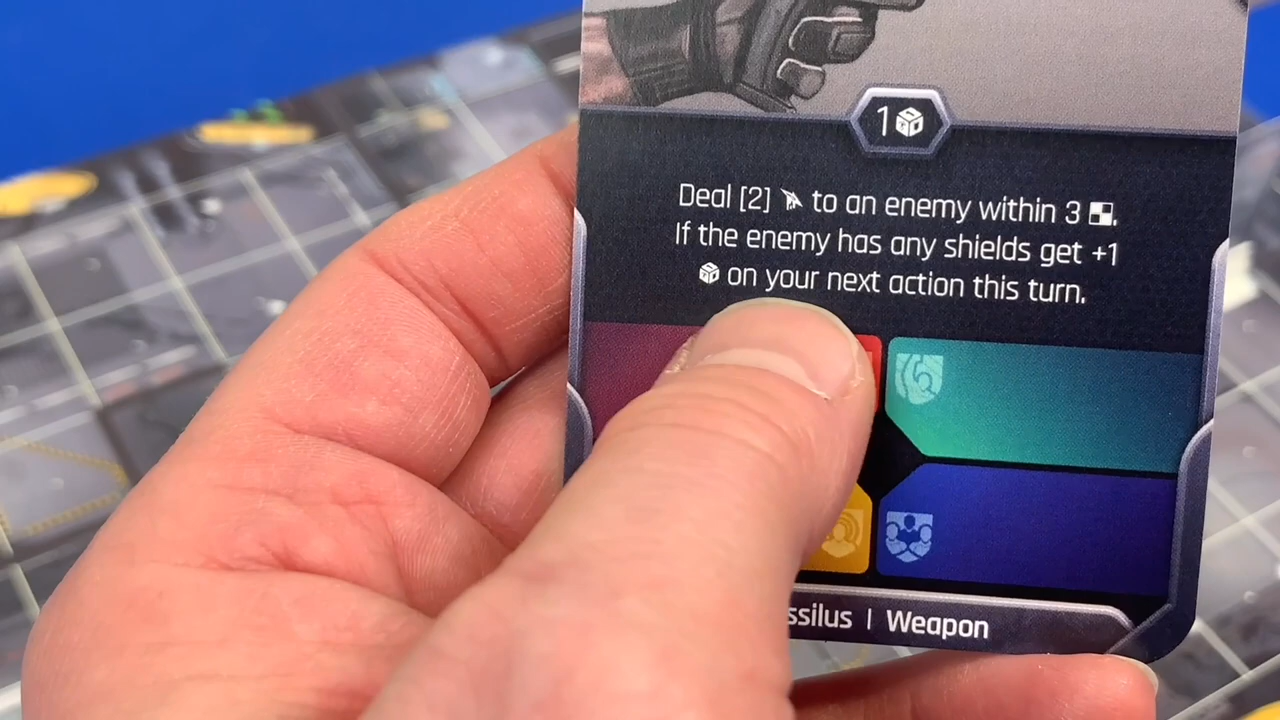 1
Deal [2] to an enemy within 3 .
If the enemy has any shields get +1
on your next action this turn.
ssilus | Weapon